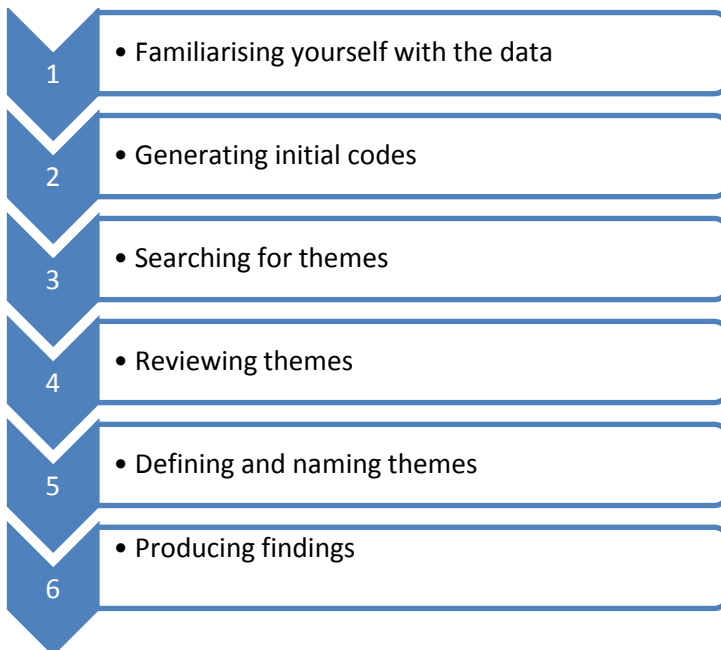 1
• Familiarising yourself with the data
2
• Generating initial codes
3
• Searching for themes
4
• Reviewing themes
5
• Defining and naming themes
6
• Producing findings